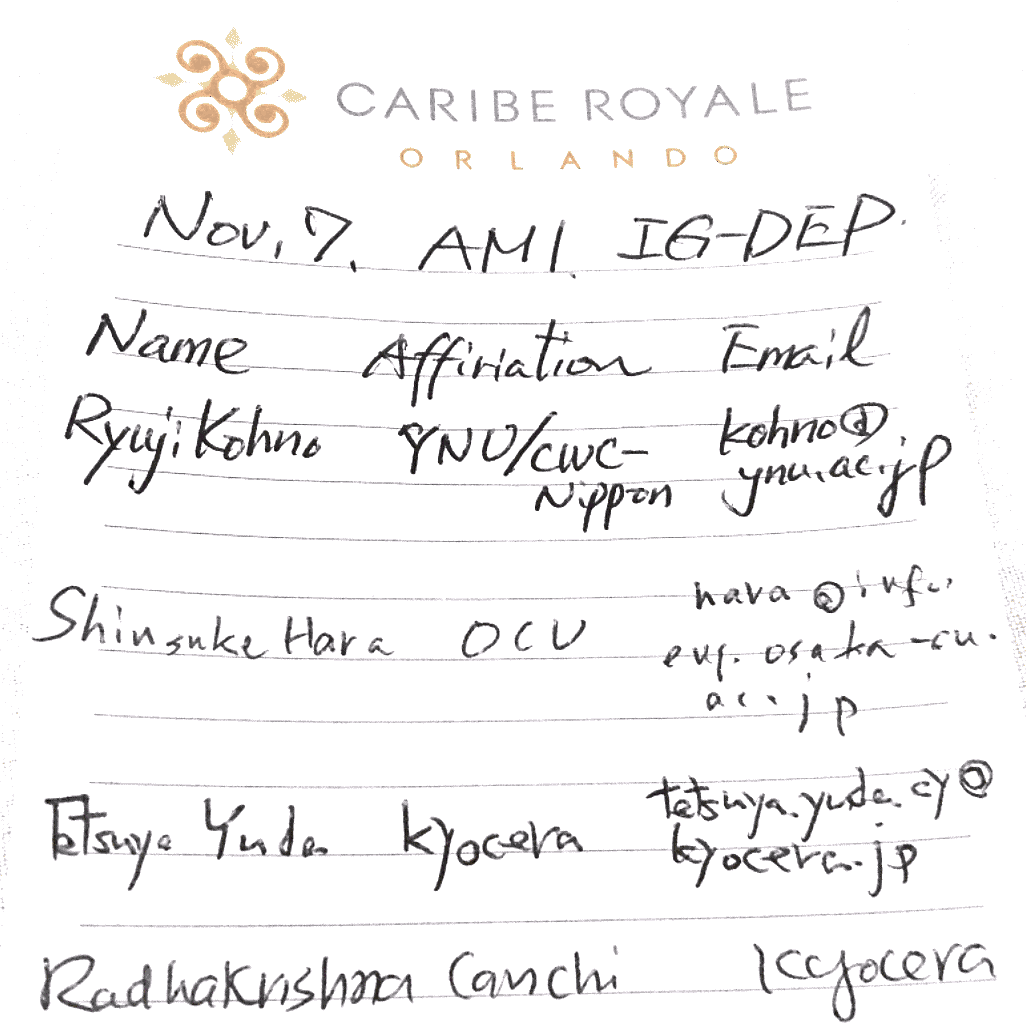 CARIBE ROYALE
ORLANDO
Nov, 7, AM1, IG-DEP.
Name Affiriation Email
Ryuji Kohno YNU/CWC-Nippon kohno@ynu.ac.jp
Shinsuke Hara OCU hara@info.eng.osaka-cu.ac.jp
Tetsuya Yuda Kyocera tetsuya.yuda.cy@kyocera.jp
Radhakrishna Canchi Kyocera